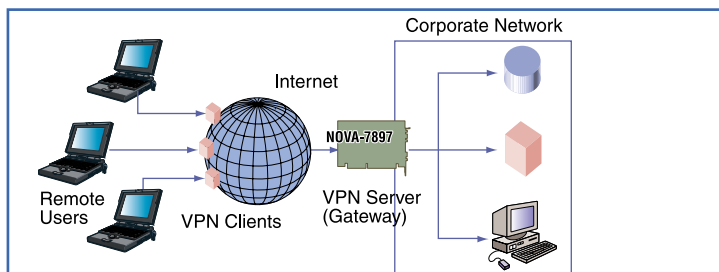 Corporate Network
Internet
NOVA-7897
Remote
Users
VPN Clients
VPN Server
(Gateway)